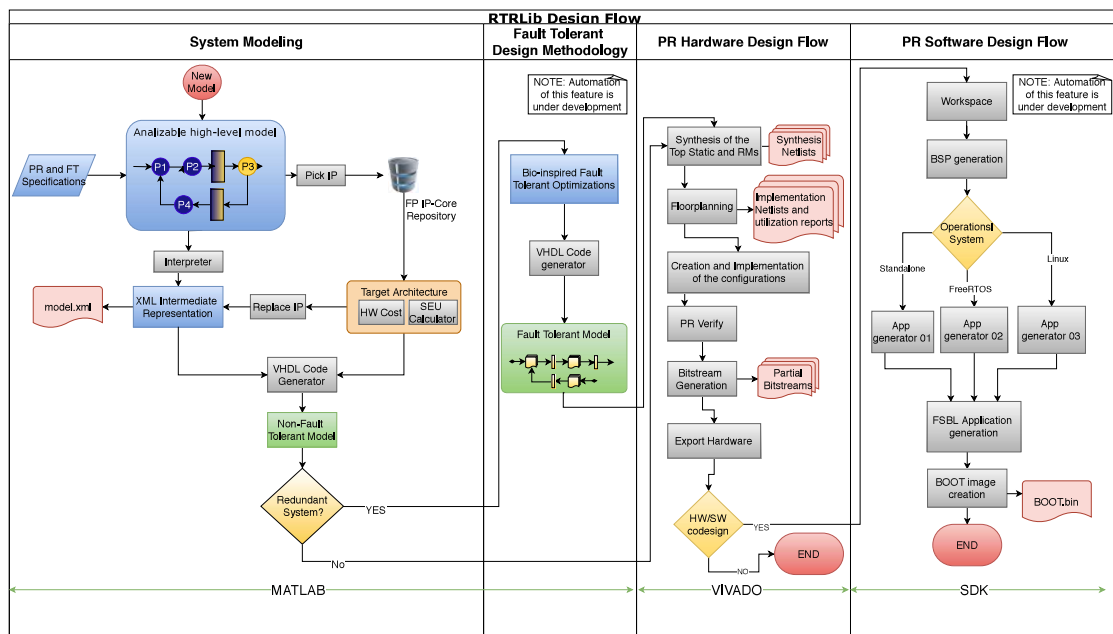 RTRLib Design Flow
System Modeling
Fault Tolerant
Design Methodology
PR Hardware Design Flow
PR Software Design Flow
New
Model
Analizable high-level model
P1
P2
P3
P4
PR and FT
Specifications
Pick IP
FP IP-Core
Repository
Interpreter
model.xml
XML Intermediate
Representation
Replace IP
Target Architecture
HW Cost
SEU
Calculator
VHDL Code
Generator
Non-Fault
Tolerant Model
Redundant
System?
YES
No
NOTE: Automation
of this feature is
under development
Bio-inspired Fault
Tolerant Optimizations
VHDL Code
generator
Fault Tolerant Model
Synthesis of the
Top Static and RMs
Synthesis
Netlists
Floorplanning
Implementation
Netlists and
utilization reports
Creation and Implementation
of the configurations
PR Verify
Bitstream
Generation
Partial
Bitstreams
Export Hardware
HW/SW
codesign
YES
NO
END
Workspace
NOTE: Automation
of this feature is
under development
BSP generation
Operational
System
Standalone
FreeRTOS
Linux
App
generator 01
App
generator 02
App
generator 03
FSBL Application
generation
BOOT image
creation
BOOT.bin
END
MATLAB
VIVADO
SDK